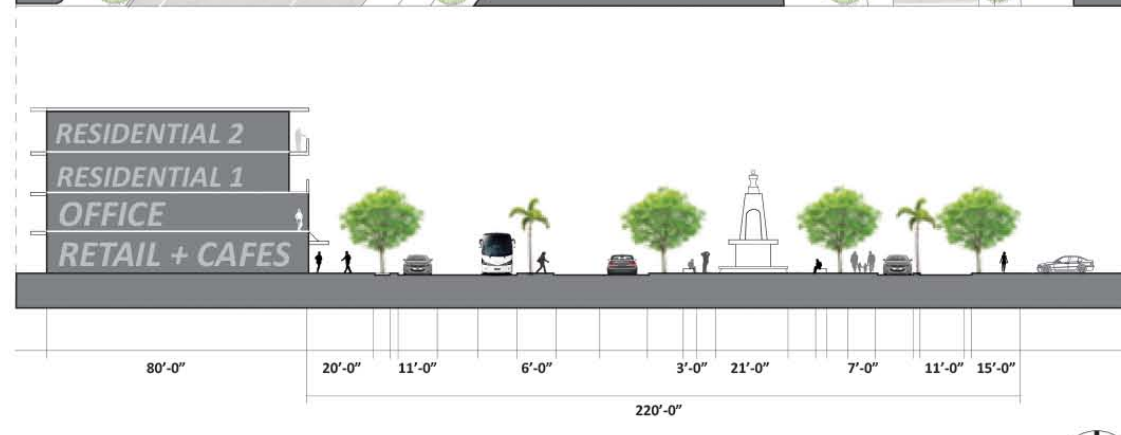 RESIDENTIAL 2
RESIDENTIAL 1
OFFICE
RETAIL + CAFES
80'-0" 20'-0" 11'-0" 6'-0" 3'-0" 21'-0" 7'-0" 11'-0" 15'-0"
220'-0"